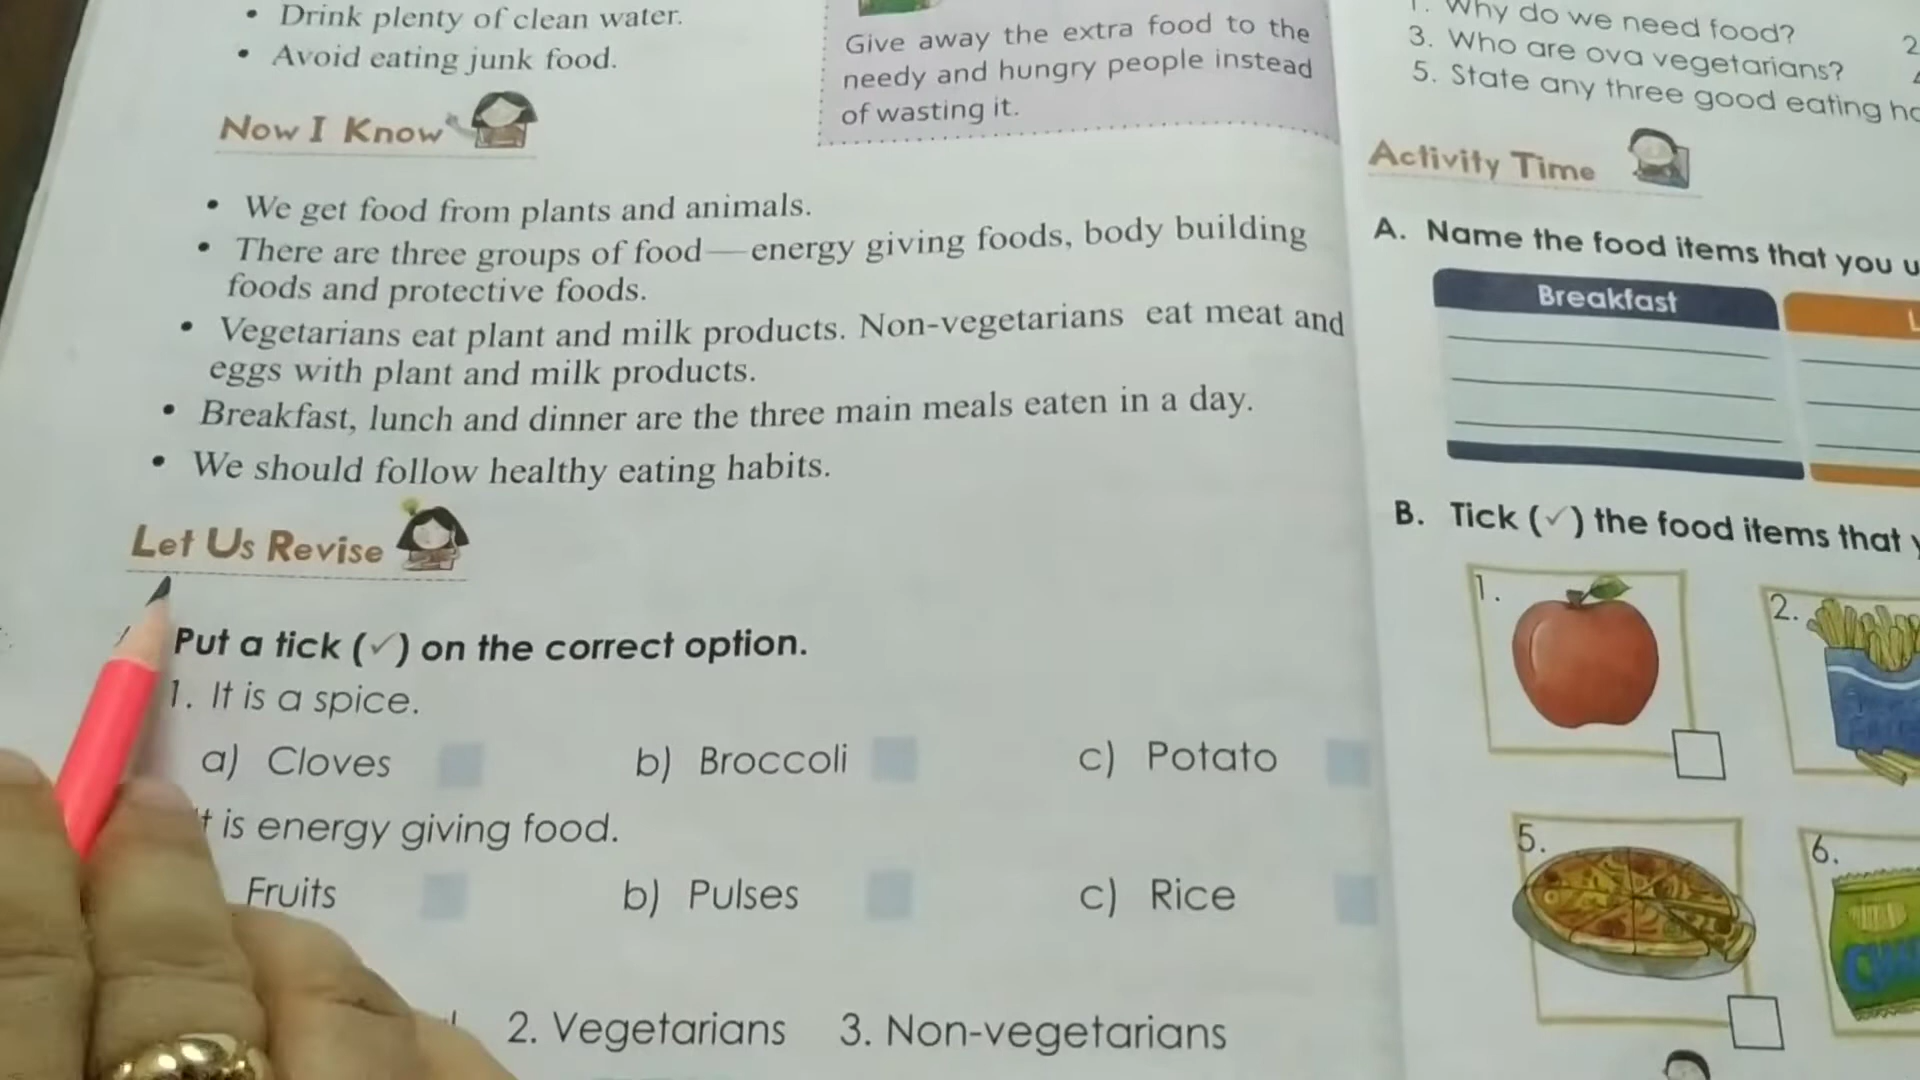 • Drink plenty of clean water.
• Avoid eating junk food.
Give away the extra food to the
needy and hungry people instead
of wasting it.
Now I Know
• We get food from plants and animals.
• There are three groups of food—energy giving foods, body building
foods and protective foods.
• Vegetarians eat plant and milk products. Non-vegetarians eat meat and
eggs with plant and milk products.
• Breakfast, lunch and dinner are the three main meals eaten in a day.
• We should follow healthy eating habits.
Let Us Revise
Put a tick (✓) on the correct option.
1. It is a spice.
a) Cloves b) Broccoli c) Potato
is energy giving food.
Fruits b) Pulses c) Rice
2. Vegetarians 3. Non-vegetarians
1. Why do we need food? 2
3. Who are ova vegetarians?
5. State any three good eating
Activity Time
A. Name the food items that you
Breakfast
L
B. Tick (✓) the food items that
1.
2.
5.
6.